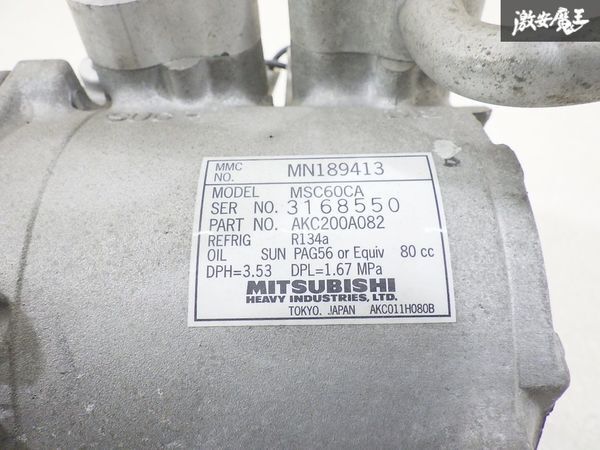 激安魔王
SUC
MMC NO. MN189413
MODEL MSC60CA
SER NO. 3168550
PART NO. AKC200A082
REFRIG R134a
OIL SUN PAG56 or Equiv 80 cc
DPH=3.53 DPL=1.67 MPa
MITSUBISHI
HEAVY INDUSTRIES, LTD.
TOKYO, JAPAN AKC011H080B